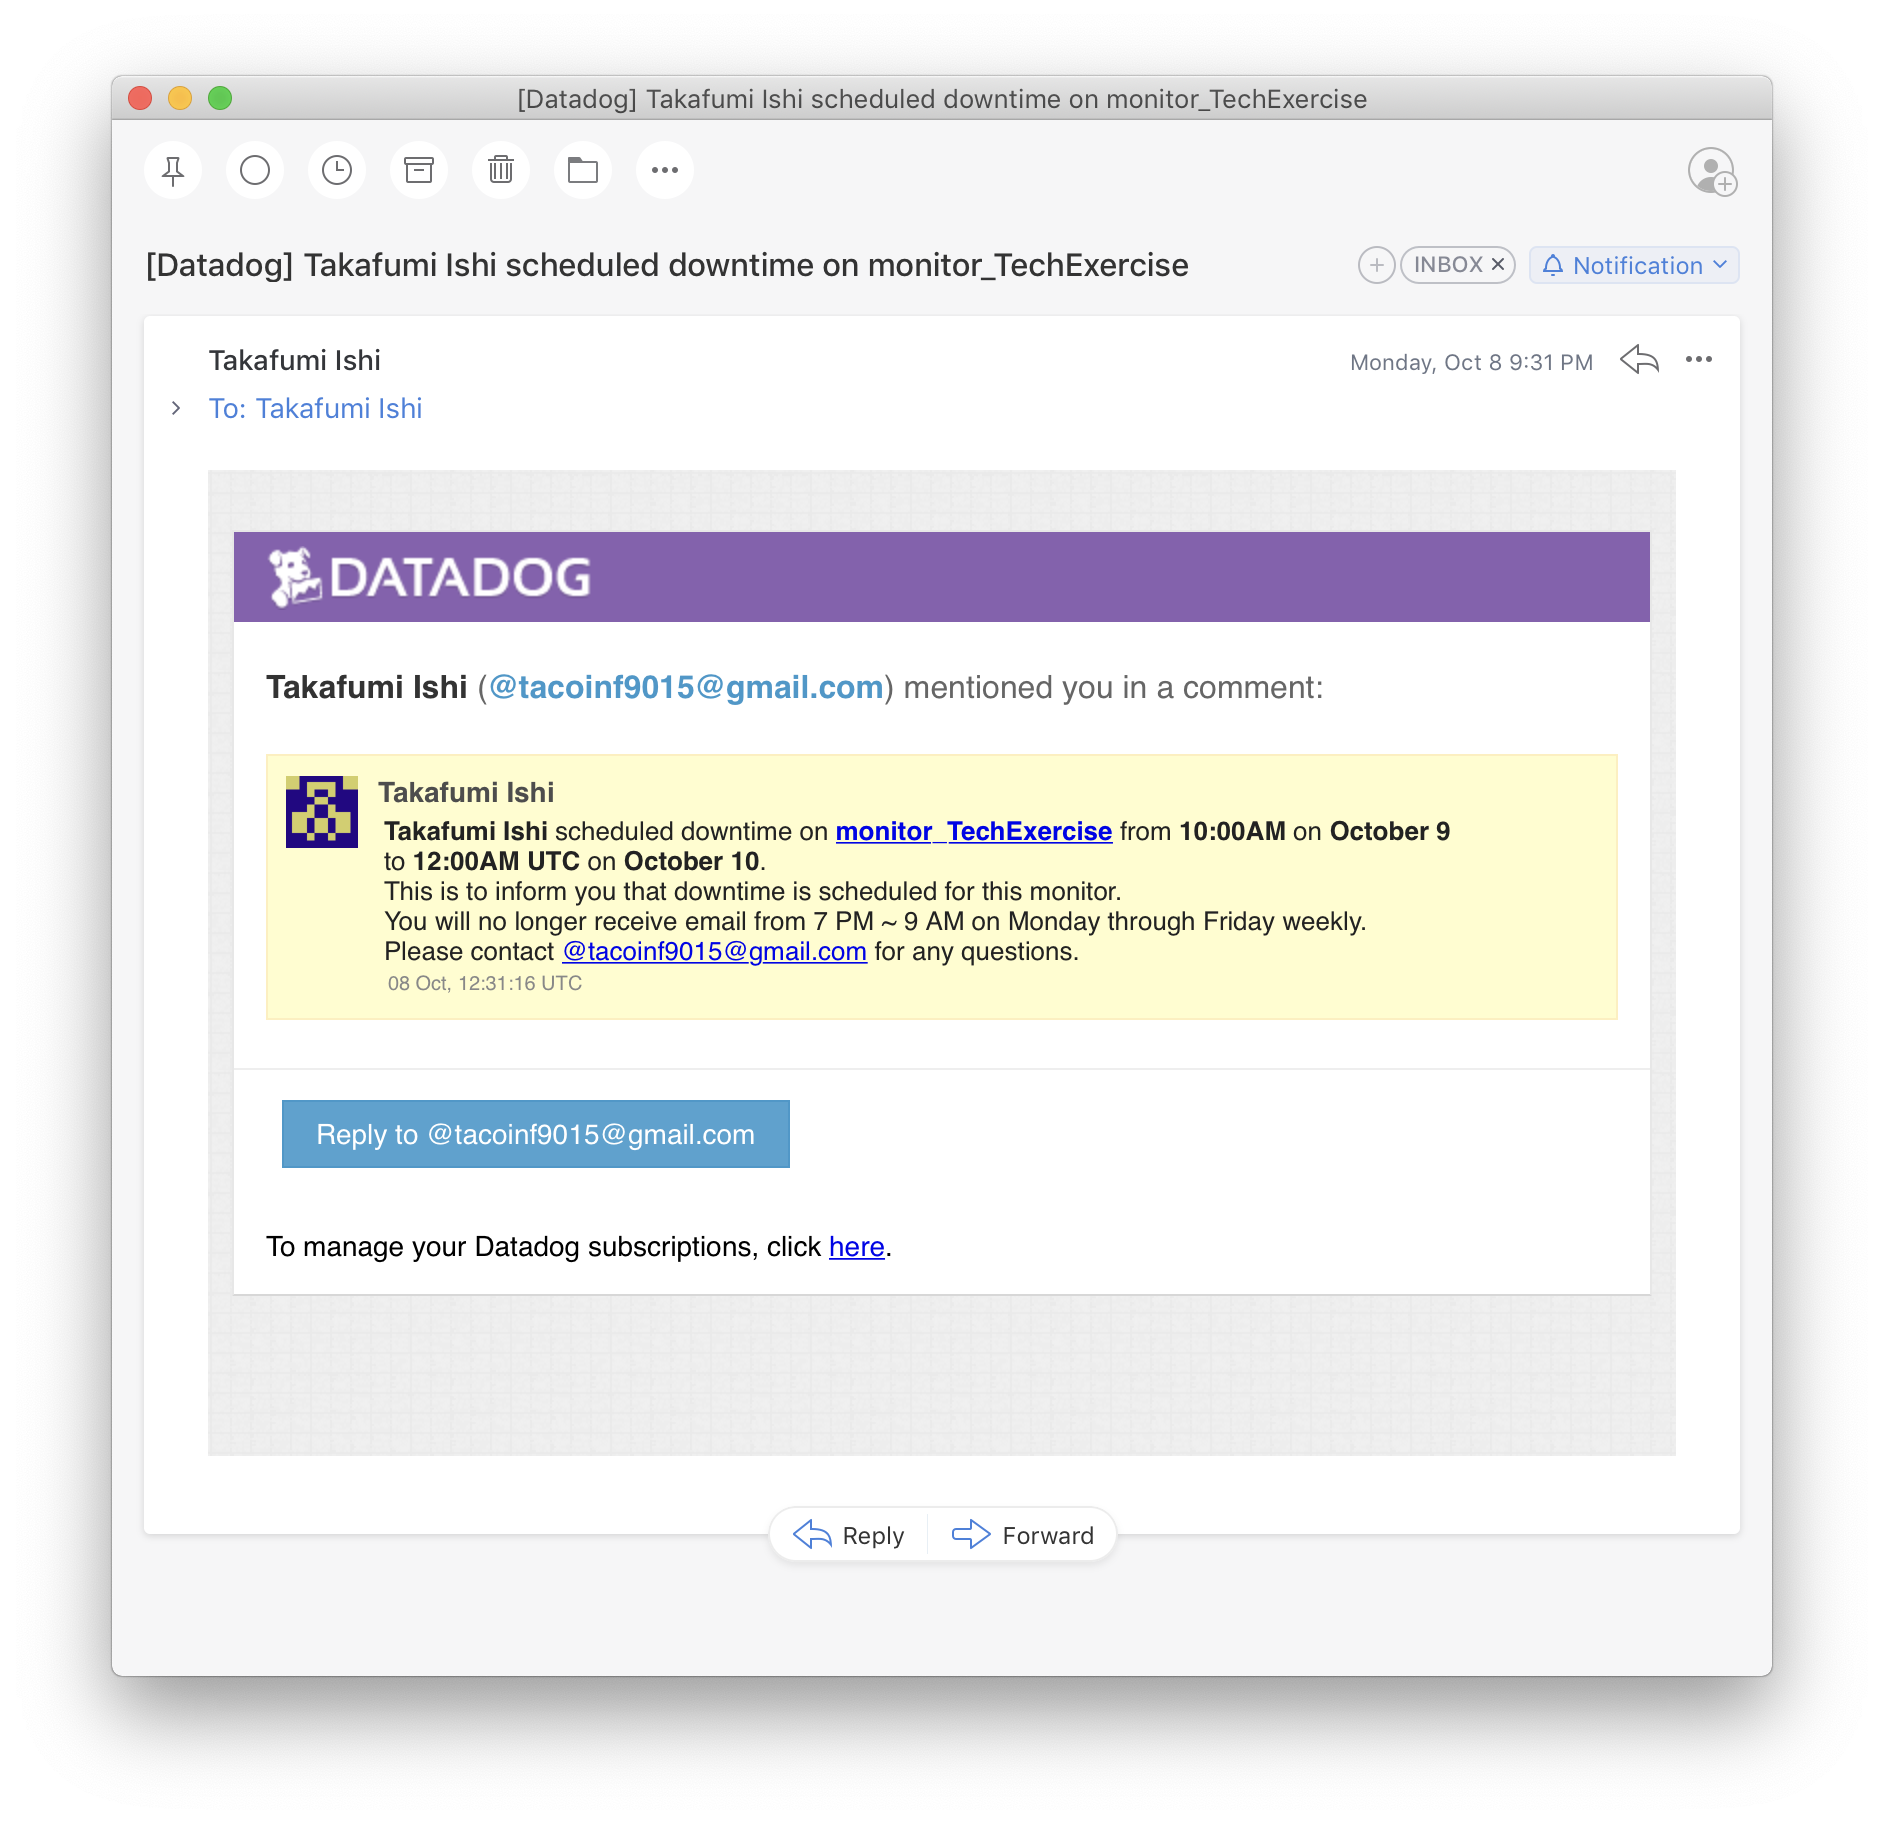 [Datadog] Takafumi Ishi scheduled downtime on monitor_TechExercise
[Datadog] Takafumi Ishi scheduled downtime on monitor_TechExercise
INBOX
Notification
Takafumi Ishi
Monday, Oct 8 9:31 PM
To: Takafumi Ishi
DATADOG
Takafumi Ishi (@tacoinf9015@gmail.com) mentioned you in a comment:
Takafumi Ishi
Takafumi Ishi scheduled downtime on monitor_TechExercise from 10:00AM on October 9
to 12:00AM UTC on October 10.
This is to inform you that downtime is scheduled for this monitor.
You will no longer receive email from 7 PM ~ 9 AM on Monday through Friday weekly.
Please contact @tacoinf9015@gmail.com for any questions.
08 Oct, 12:31:16 UTC
Reply to @tacoinf9015@gmail.com
To manage your Datadog subscriptions, click here.
Reply
Forward